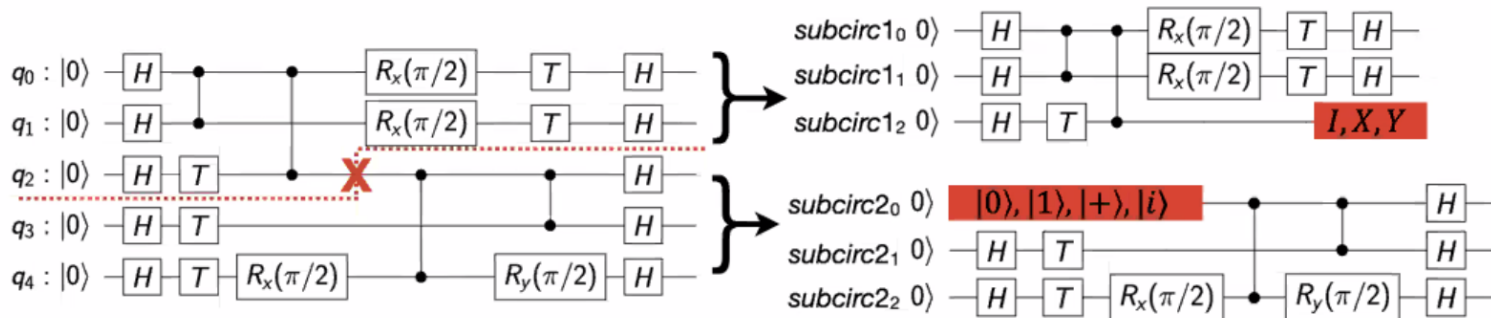 q₀ : |0⟩ H Rₓ(π/2) T H
q₁ : |0⟩ H Rₓ(π/2) T H
q₂ : |0⟩ H T X H
q₃ : |0⟩ H T H
q₄ : |0⟩ H T Rₓ(π/2) R_y(π/2) H
subcirc1₀ 0⟩ H Rₓ(π/2) T H
subcirc1₁ 0⟩ H Rₓ(π/2) T H
subcirc1₂ 0⟩ H T I, X, Y
subcirc2₀ 0⟩ |0⟩, |1⟩, |+⟩, |i⟩ H
subcirc2₁ 0⟩ H T H
subcirc2₂ 0⟩ H T Rₓ(π/2) R_y(π/2) H